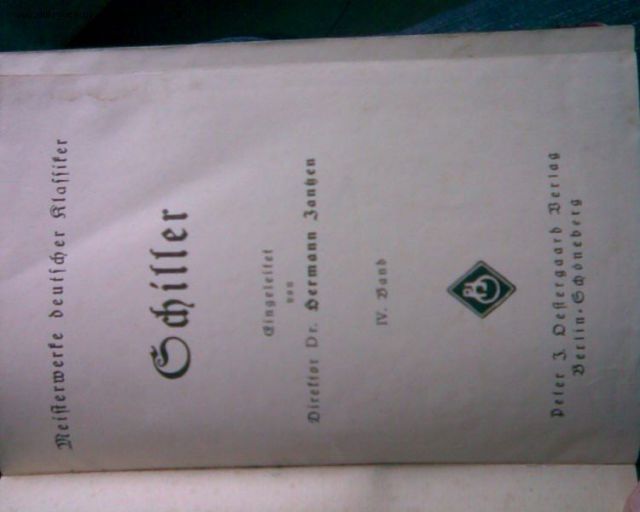 Meisterwerke deutscher Klassiker
Schiller
Eingeleitet
von
Direktor Dr. Hermann Jantzen
IV. Band
Peter J. Oestergaard Verlag
Berlin-Schöneberg